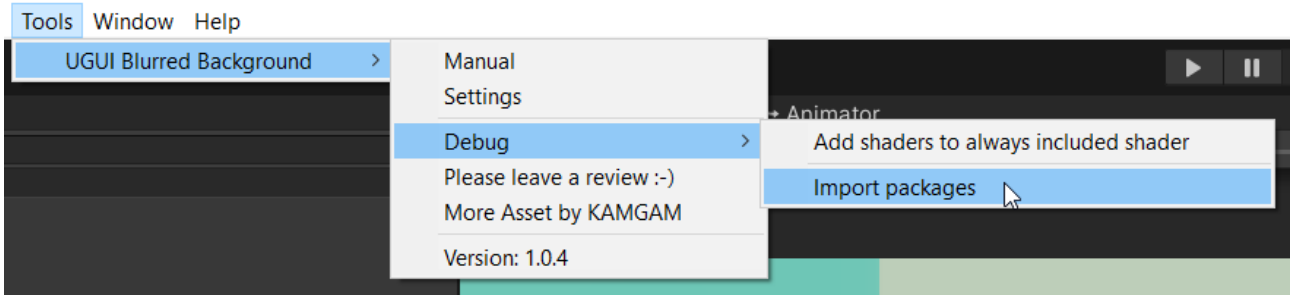 Tools Window Help
UGUI Blurred Background >
Manual
Settings
Animator
Debug >
Add shaders to always included shader
Please leave a review :-)
Import packages
More Asset by KAMGAM
Version: 1.0.4